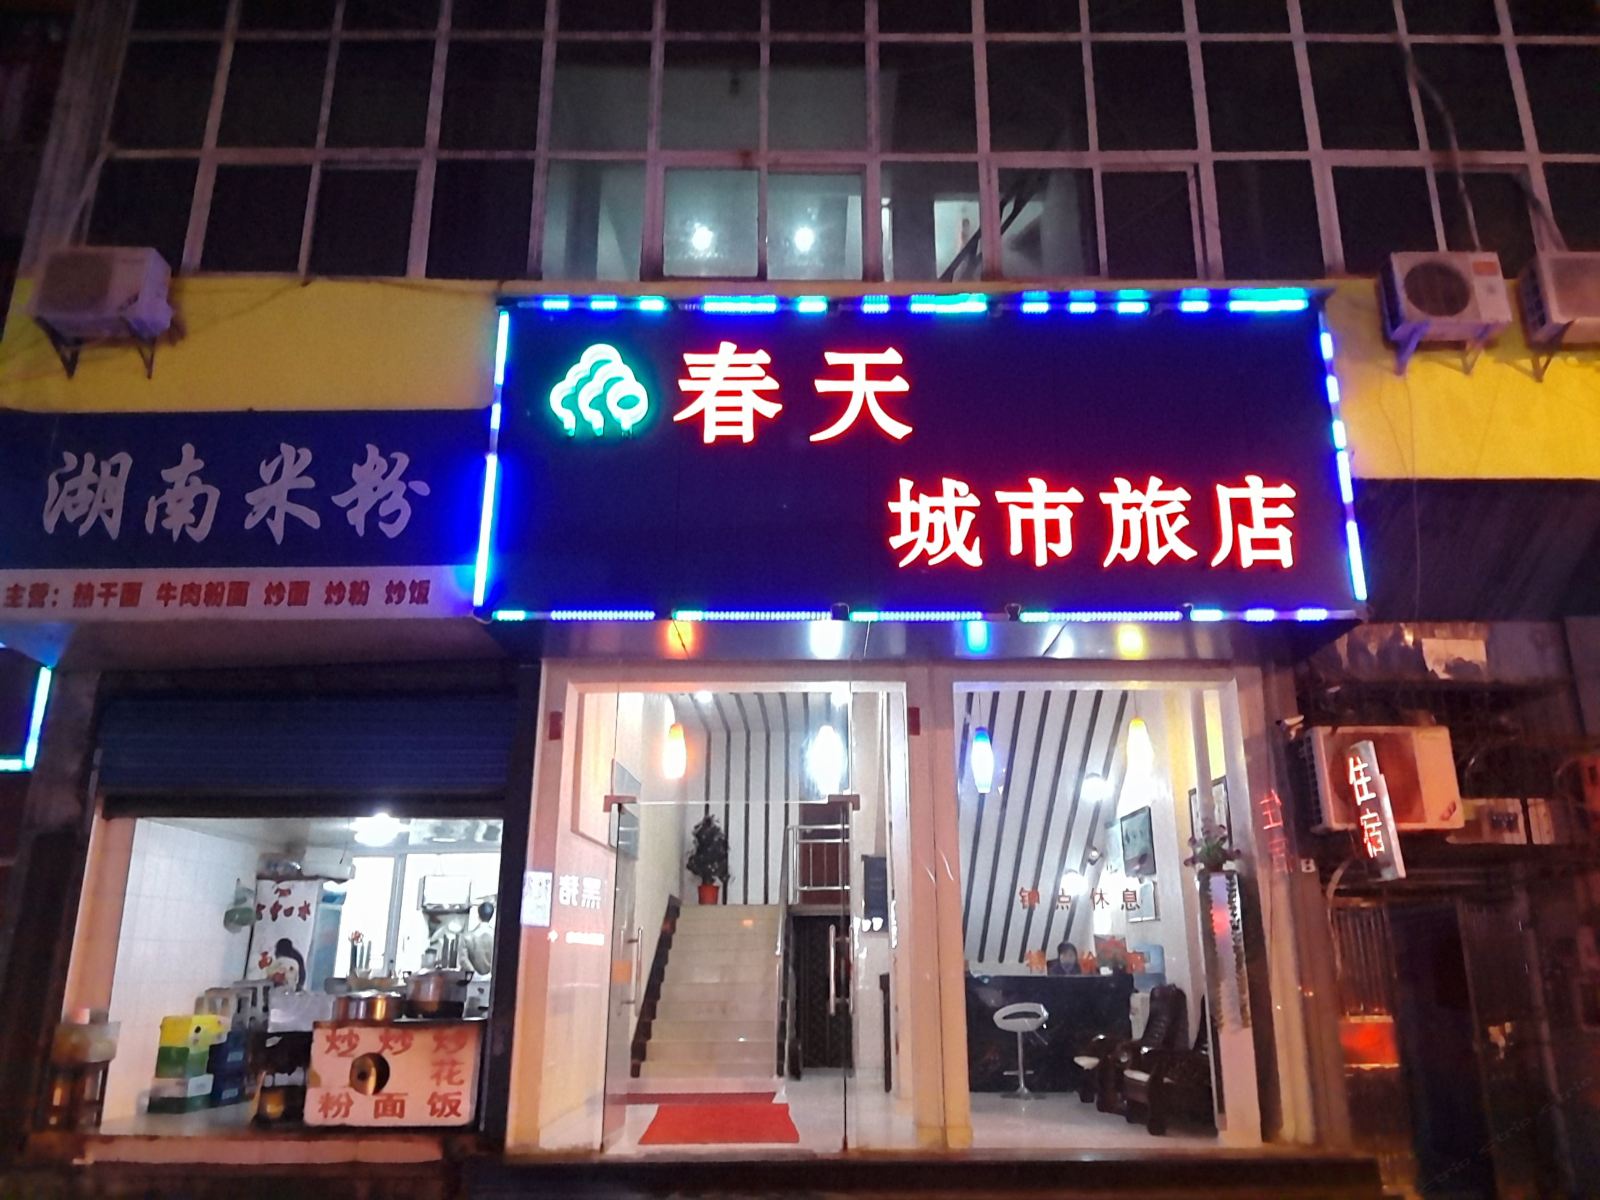 春天
城市旅店
湖南米粉
主营：热干面 牛肉粉面 炒面 炒粉 炒饭
住宿
钟点休息
炒粉 炒面 炒花饭